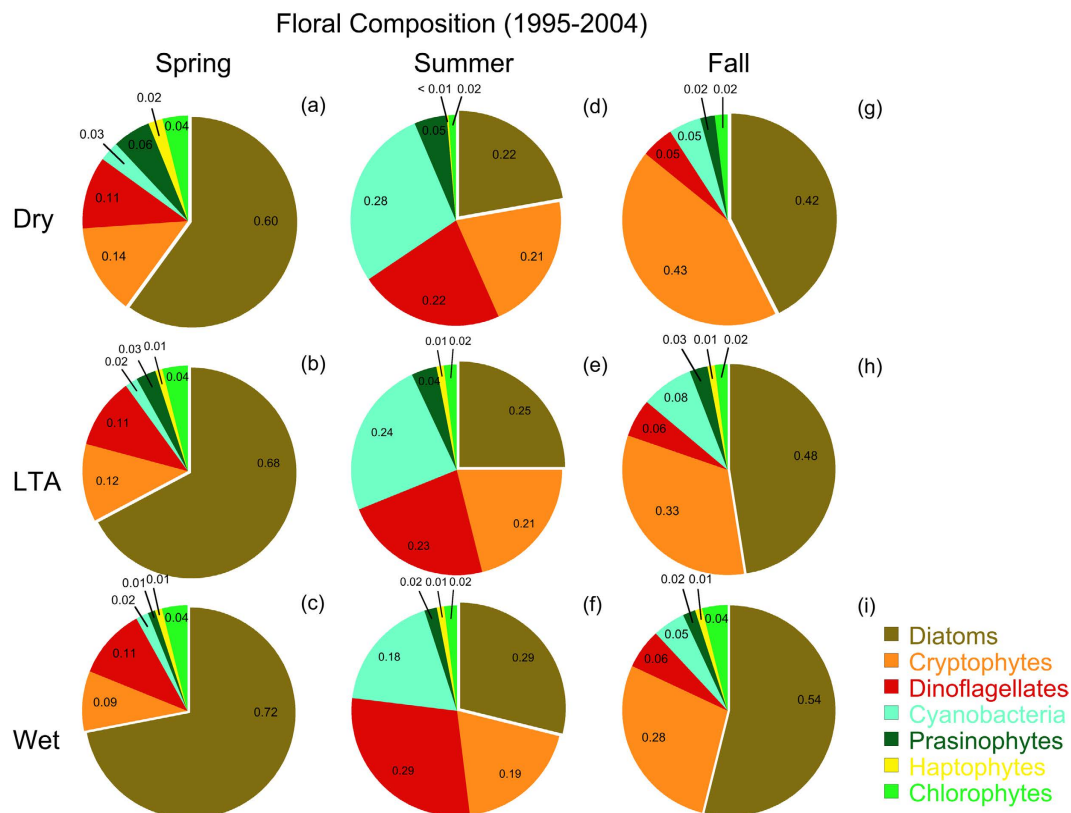 Floral Composition (1995-2004)
Spring Summer Fall
0.02 < 0.01 0.02 0.02 0.02
(a) (d) (g)
0.03 0.06 0.04 0.05 0.05 0.05
0.11 0.22
Dry 0.60 0.28 0.42
0.14 0.21 0.43
0.22
0.03 0.01 0.01 0.02 0.03 0.01 0.02
(b) (e) (h)
0.02 0.04 0.04 0.08
0.11 0.25 0.06
0.68 0.24 0.48
LTA 0.12 0.21 0.33
0.23
0.01 0.01 0.02 0.01 0.02 0.02 0.01
(c) (f) (i)
0.02 0.04 0.05 0.04
0.11 0.18 0.29 0.06
0.09 0.72 0.54
Wet 0.28
0.29 0.19
Diatoms
Cryptophytes
Dinoflagellates
Cyanobacteria
Prasinophytes
Haptophytes
Chlorophytes